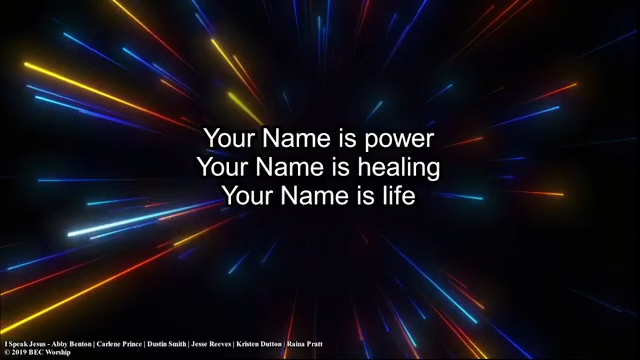 Your Name is power
Your Name is healing
Your Name is life
I Speak Jesus - Abby Benton | Carlene Prince | Dustin Smith | Jesse Reeves | Kristen Dutton | Raina Pratt
© 2019 BEC Worship